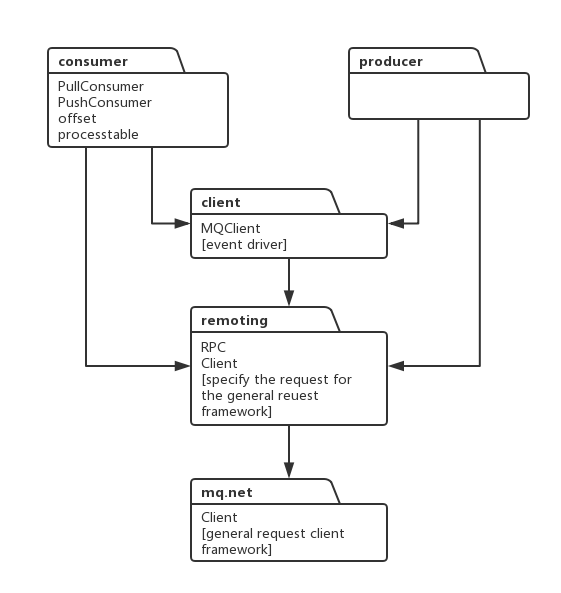 consumer
PullConsumer
PushConsumer
offset
processtable
producer
client
MQClient
[event driver]
remoting
RPC
Client
[specify the request for
the general reuest
framework]
mq.net
Client
[general request client
framework]